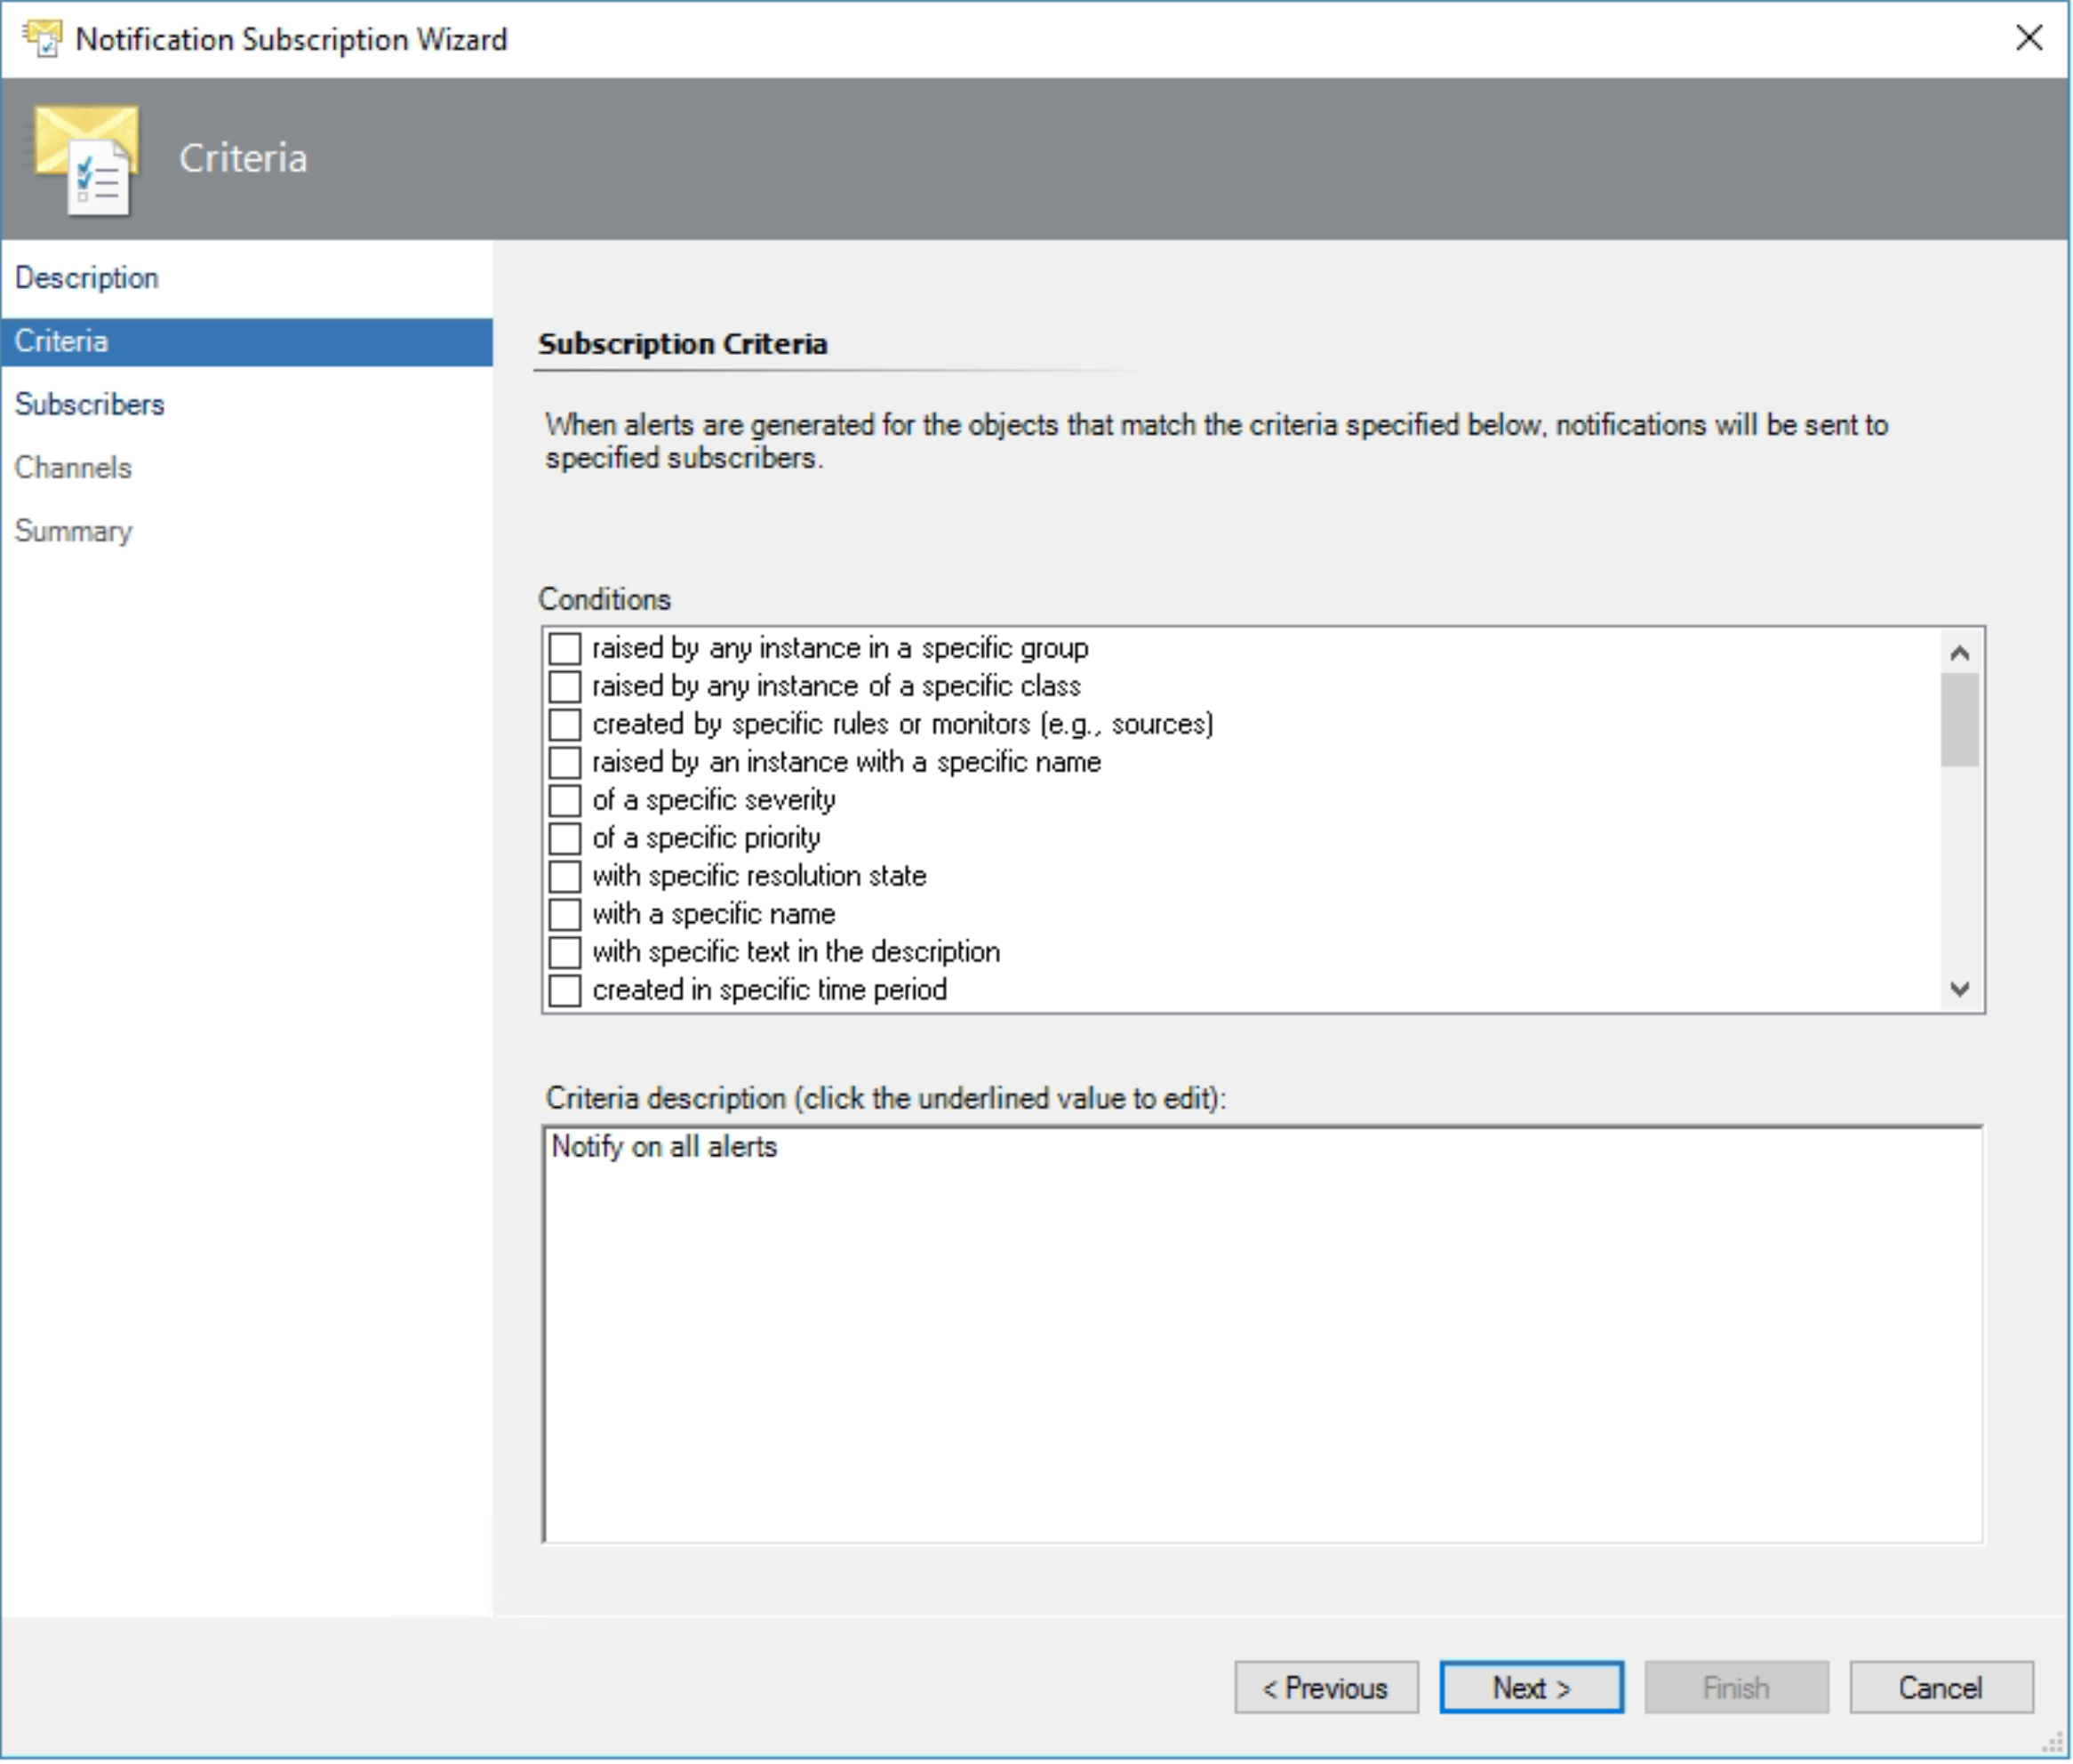 Notification Subscription Wizard
Criteria
Description
Criteria
Subscribers
Channels
Summary
Subscription Criteria
When alerts are generated for the objects that match the criteria specified below, notifications will be sent to
specified subscribers.
Conditions
raised by any instance in a specific group
raised by any instance of a specific class
created by specific rules or monitors (e.g., sources)
raised by an instance with a specific name
of a specific severity
of a specific priority
with specific resolution state
with a specific name
with specific text in the description
created in specific time period
Criteria description (click the underlined value to edit):
Notify on all alerts
< Previous
Next >
Finish
Cancel